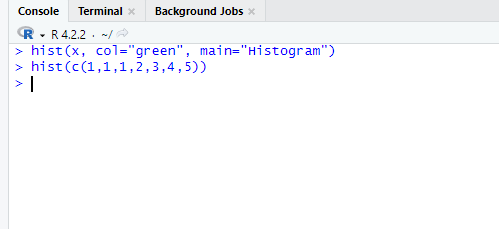 Console Terminal × Background Jobs ×
R R 4.2.2 · ~/
> hist(x, col="green", main="Histogram")
> hist(c(1,1,1,2,3,4,5))
>